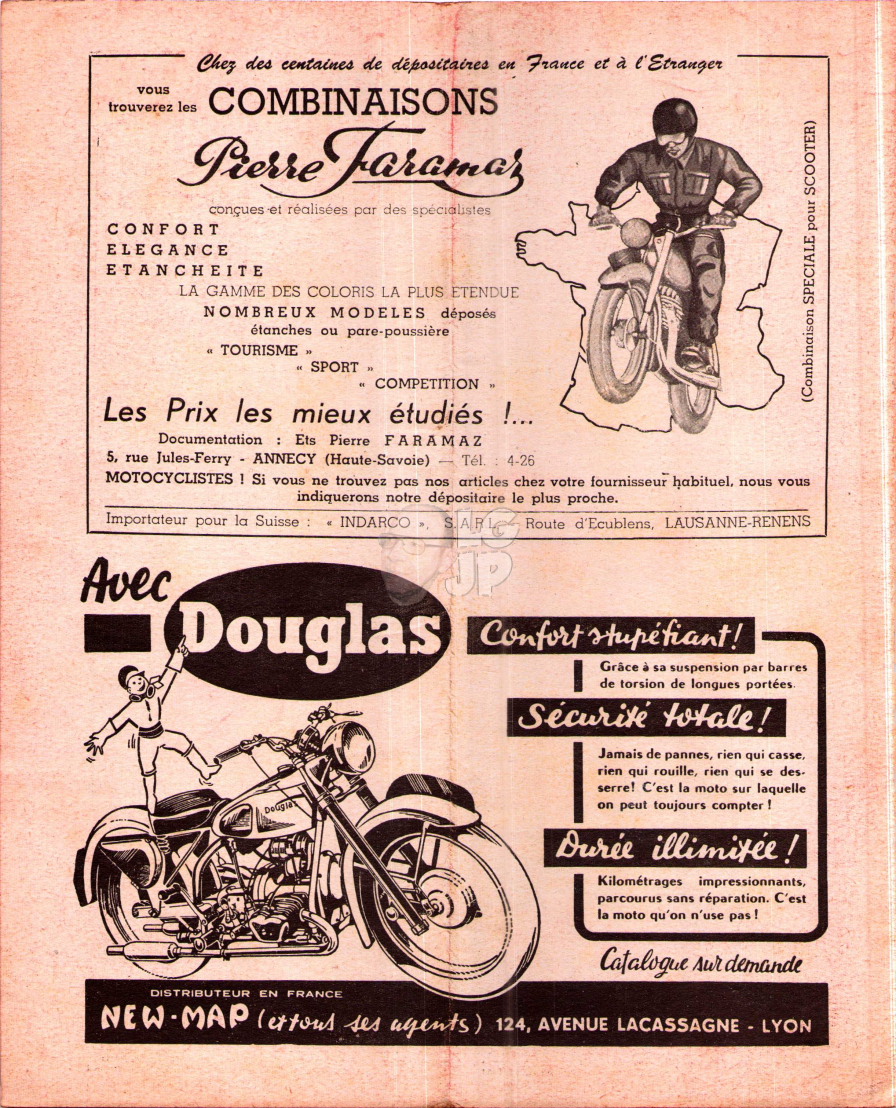 Chez des centaines de dépositaires en France et à l'Etranger
vous
trouverez les COMBINAISONS
Pierre Faramaz
conçues et réalisées par des spécialistes
CONFORT
ELEGANCE
ETANCHEITE
LA GAMME DES COLORIS LA PLUS ETENDUE
NOMBREUX MODELES déposés
étanches ou pare-poussière
« TOURISME »
« SPORT »
« COMPETITION »
(Combinaison SPECIALE pour SCOOTER)
Les Prix les mieux étudiés !...
Documentation : Ets Pierre FARAMAZ
5, rue Jules-Ferry - ANNECY (Haute-Savoie) — Tél. : 4-26
MOTOCYCLISTES ! Si vous ne trouvez pas nos articles chez votre fournisseur habituel, nous vous
indiquerons notre dépositaire le plus proche.
Importateur pour la Suisse : « INDARCO », S.A.R.L. Route d'Ecublens, LAUSANNE-RENENS
LG
JP
Avec
Douglas
Confort stupéfiant !
Grâce à sa suspension par barres
de torsion de longues portées.
Sécurité totale !
Jamais de pannes, rien qui casse,
rien qui rouille, rien qui se des-
serre! C'est la moto sur laquelle
on peut toujours compter !
Durée illimitée !
Kilométrages impressionnants,
parcourus sans réparation. C'est
la moto qu'on n'use pas !
Douglas
Catalogue sur demande
DISTRIBUTEUR EN FRANCE
NEW-MAP (et tous ses agents) 124, AVENUE LACASSAGNE - LYON